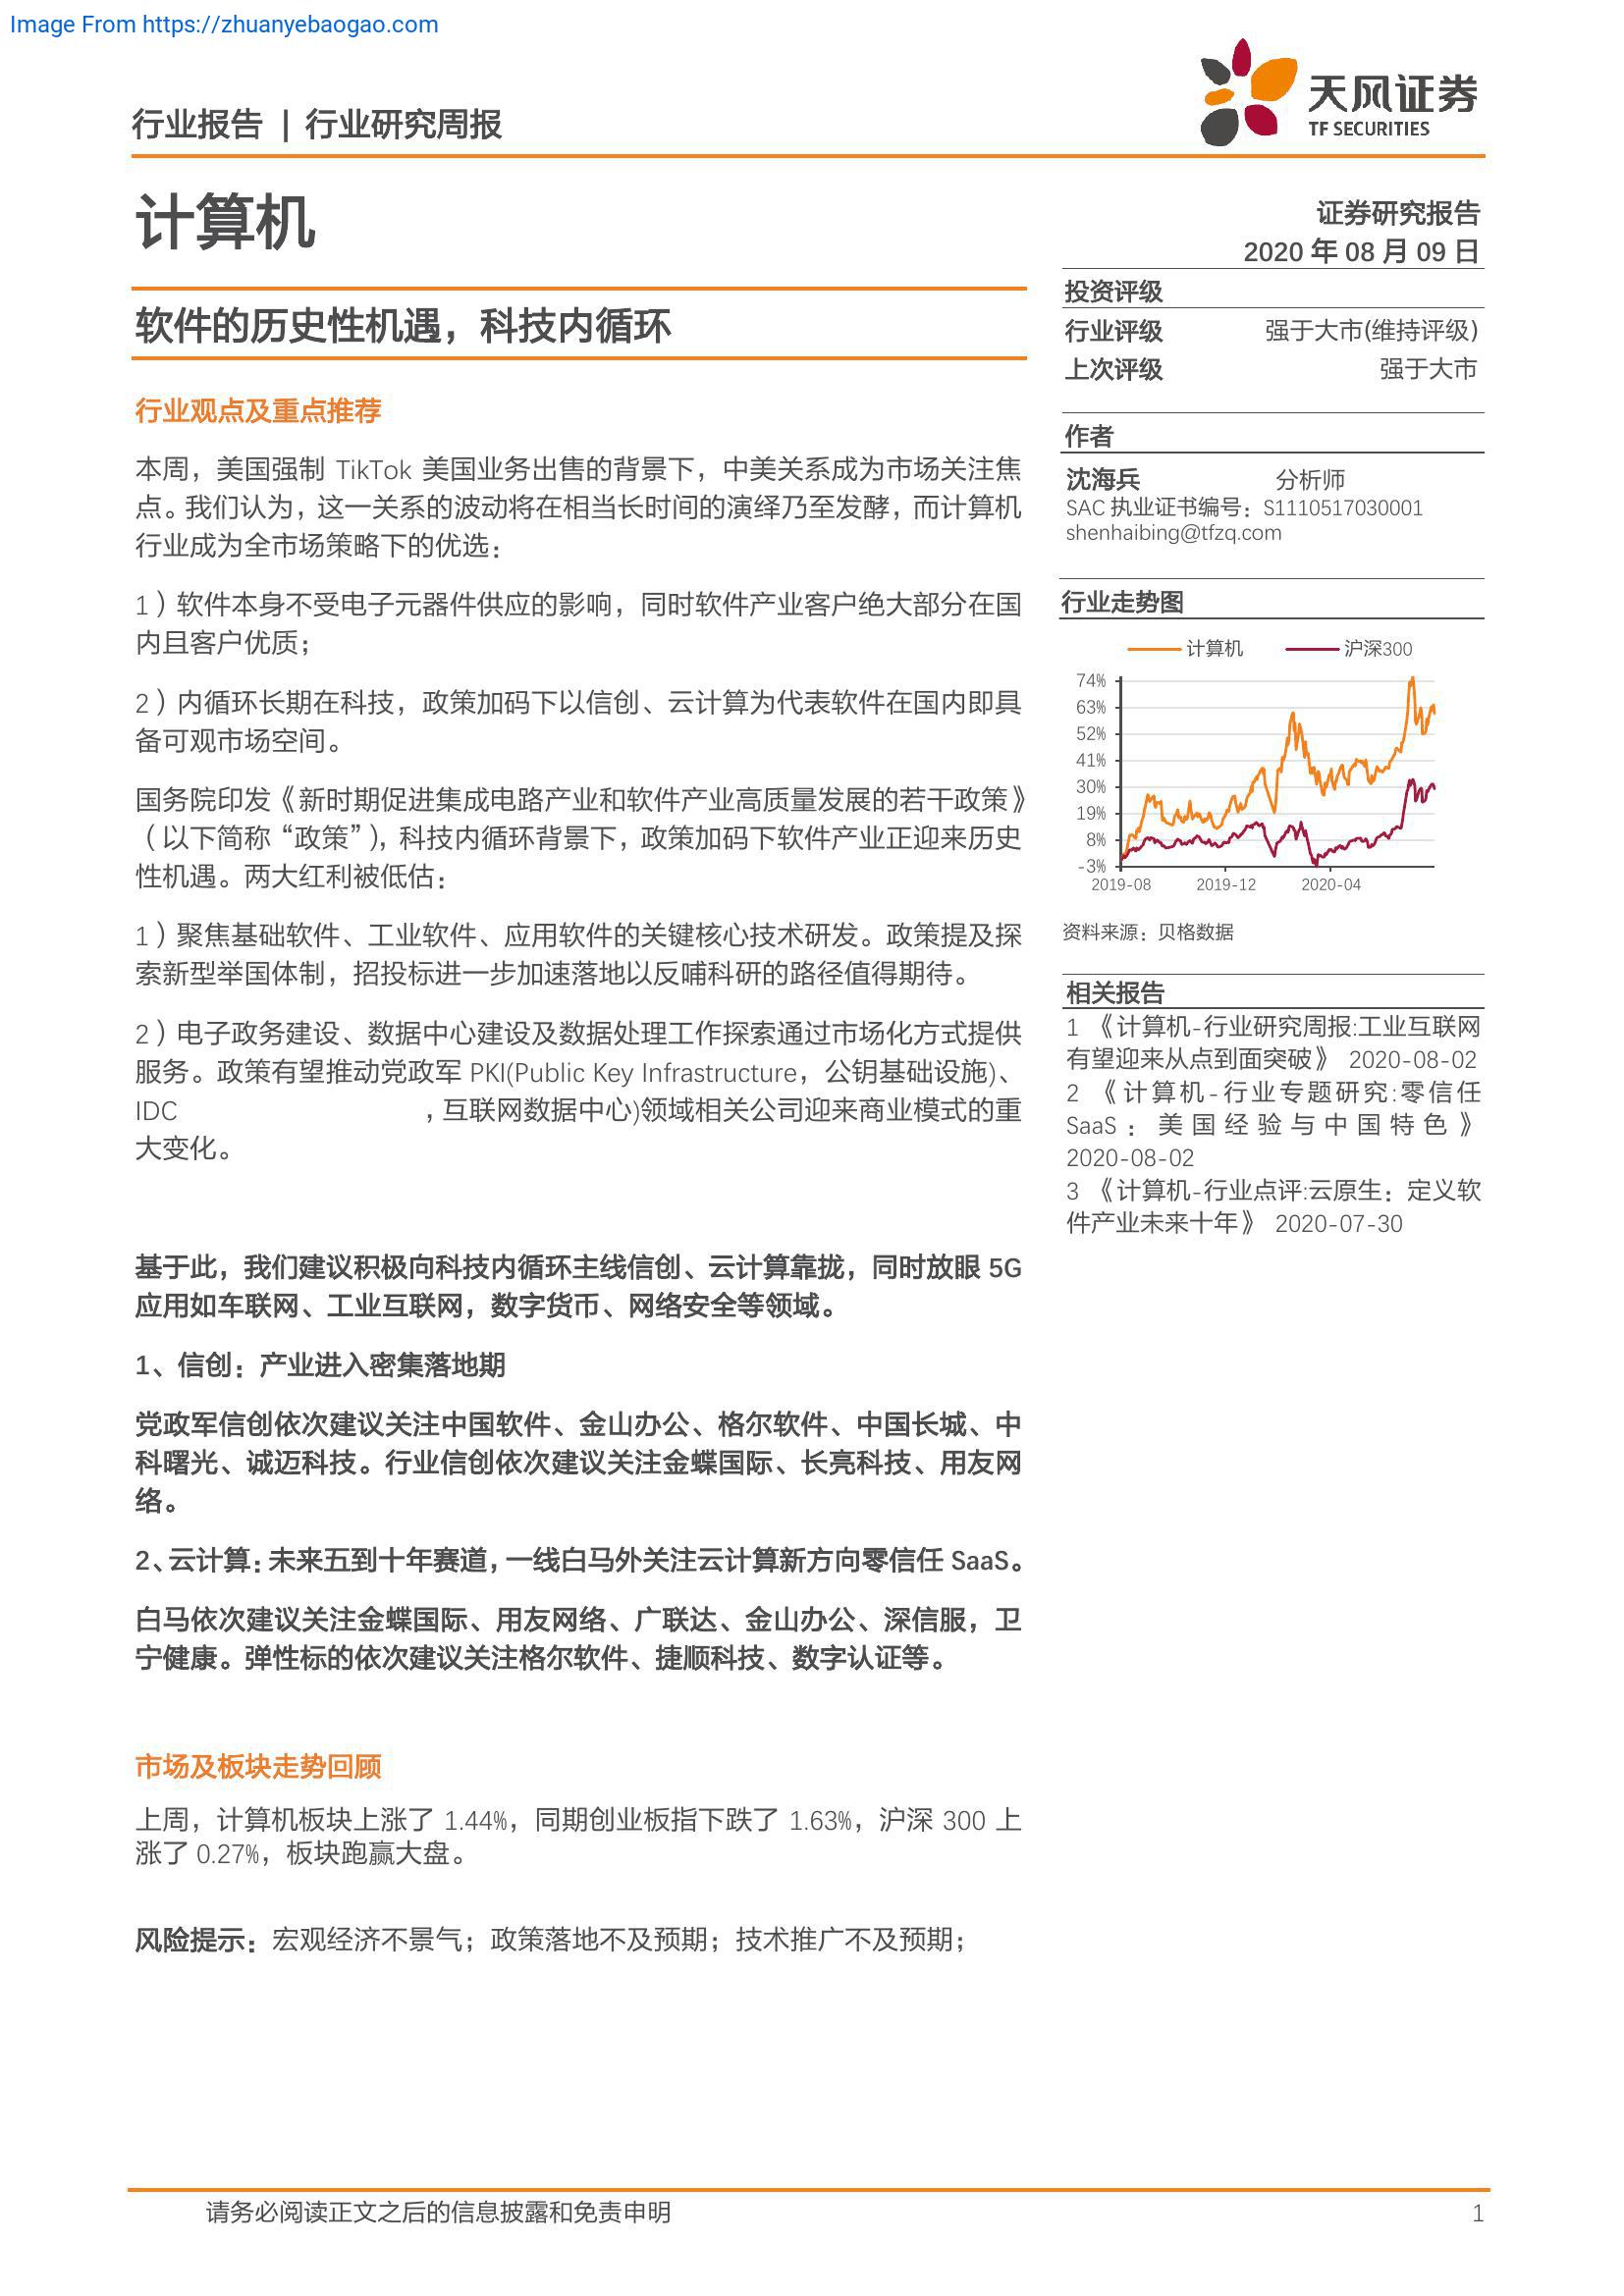 Image From https://zhuanyebaogao.com
行业报告 | 行业研究周报
天风证券
TF SECURITIES
计算机
证券研究报告
2020 年 08 月 09 日
软件的历史性机遇，科技内循环
投资评级
行业评级 强于大市(维持评级)
上次评级 强于大市
作者
沈海兵 分析师
SAC 执业证书编号：S1110517030001
shenhaibing@tfzq.com
行业走势图
计算机 沪深300
74%
63%
52%
41%
30%
19%
8%
-3%
2019-08 2019-12 2020-04
资料来源：贝格数据
相关报告
1 《计算机-行业研究周报:工业互联网
有望迎来从点到面突破》 2020-08-02
2 《计算机-行业专题研究:零信任
SaaS：美国经验与中国特色》
2020-08-02
3 《计算机-行业点评:云原生：定义软
件产业未来十年》 2020-07-30
行业观点及重点推荐
本周，美国强制 TikTok 美国业务出售的背景下，中美关系成为市场关注焦
点。我们认为，这一关系的波动将在相当长时间的演绎乃至发酵，而计算机
行业成为全市场策略下的优选：
1）软件本身不受电子元器件供应的影响，同时软件产业客户绝大部分在国
内且客户优质；
2）内循环长期在科技，政策加码下以信创、云计算为代表软件在国内即具
备可观市场空间。
国务院印发《新时期促进集成电路产业和软件产业高质量发展的若干政策》
（以下简称“政策”），科技内循环背景下，政策加码下软件产业正迎来历史
性机遇。两大红利被低估：
1）聚焦基础软件、工业软件、应用软件的关键核心技术研发。政策提及探
索新型举国体制，招投标进一步加速落地以反哺科研的路径值得期待。
2）电子政务建设、数据中心建设及数据处理工作探索通过市场化方式提供
服务。政策有望推动党政军 PKI(Public Key Infrastructure，公钥基础设施)、
IDC ，互联网数据中心)领域相关公司迎来商业模式的重
大变化。
基于此，我们建议积极向科技内循环主线信创、云计算靠拢，同时放眼 5G
应用如车联网、工业互联网，数字货币、网络安全等领域。
1、信创：产业进入密集落地期
党政军信创依次建议关注中国软件、金山办公、格尔软件、中国长城、中
科曙光、诚迈科技。行业信创依次建议关注金蝶国际、长亮科技、用友网
络。
2、云计算：未来五到十年赛道，一线白马外关注云计算新方向零信任 SaaS。
白马依次建议关注金蝶国际、用友网络、广联达、金山办公、深信服，卫
宁健康。弹性标的依次建议关注格尔软件、捷顺科技、数字认证等。
市场及板块走势回顾
上周，计算机板块上涨了 1.44%，同期创业板指下跌了 1.63%，沪深 300 上
涨了 0.27%，板块跑赢大盘。
风险提示：宏观经济不景气；政策落地不及预期；技术推广不及预期；
请务必阅读正文之后的信息披露和免责申明 1